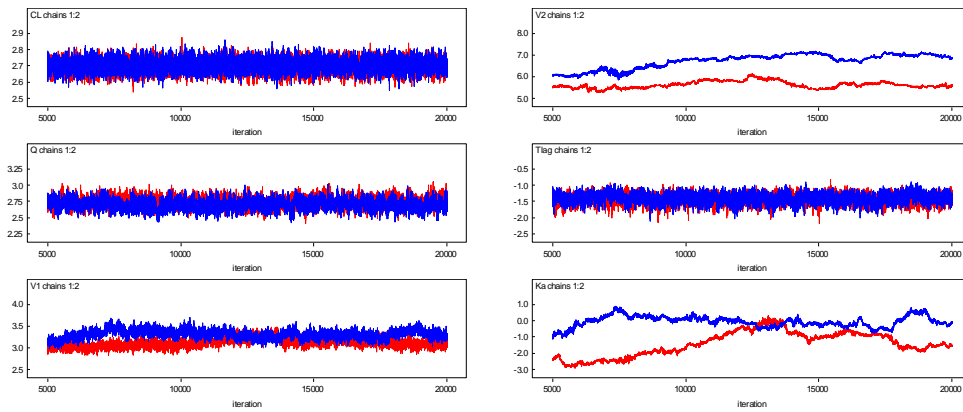 CL chains 1:2
2.9
2.8
2.7
2.6
2.5
5000 10000 15000 20000
iteration
V2 chains 1:2
8.0
7.0
6.0
5.0
5000 10000 15000 20000
iteration
Q chains 1:2
3.25
3.0
2.75
2.5
2.25
5000 10000 15000 20000
iteration
Tlag chains 1:2
-0.5
-1.0
-1.5
-2.0
-2.5
5000 10000 15000 20000
iteration
V1 chains 1:2
4.0
3.5
3.0
2.5
5000 10000 15000 20000
iteration
Ka chains 1:2
1.0
0.0
-1.0
-2.0
-3.0
5000 10000 15000 20000
iteration